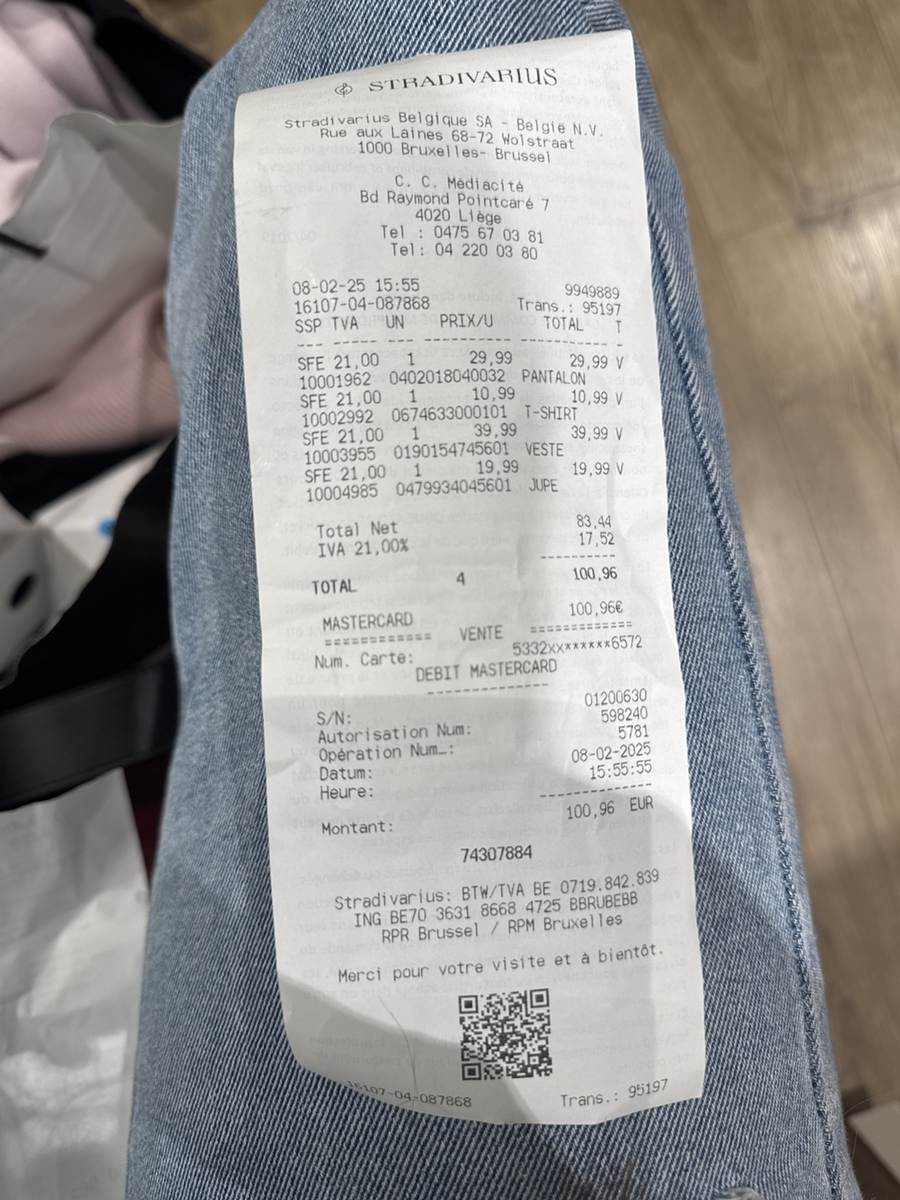 STRADIVARIUS
Stradivarius Belgique SA - België N.V.
Rue aux Laines 68-72 Wolstraat
1000 Bruxelles- Brussel
C. C. Médiacité
Bd Raymond Pointcaré 7
4020 Liège
Tel : 0475 67 03 81
Tel: 04 220 03 80
08-02-25 15:55 9949889
16107-04-087868 Trans.: 95197
SSP TVA UN PRIX/U TOTAL T
--- ----- --- ---------- ----------- -
SFE 21,00 1 29,99 29,99 V
10001962 0402018040032 PANTALON
SFE 21,00 1 10,99 10,99 V
10002992 0674633000101 T-SHIRT
SFE 21,00 1 39,99 39,99 V
10003955 0190154745601 VESTE
SFE 21,00 1 19,99 19,99 V
10004985 0479934045601 JUPE
Total Net 83,44
IVA 21,00% 17,52
----------
TOTAL 4 100,96
MASTERCARD 100,96€
============ VENTE ============
Num. Carte: 5332xx******6572
DEBIT MASTERCARD
-------------
S/N: 01200630
Autorisation Num: 598240
Opération Num_: 5781
Datum: 08-02-2025
Heure: 15:55:55
-------------
Montant: 100,96 EUR
74307884
Stradivarius: BTW/TVA BE 0719.842.839
ING BE70 3631 8668 4725 BBRUBEBB
RPR Brussel / RPM Bruxelles
Merci pour votre visite et à bientôt.
16107-04-087868 Trans.: 95197